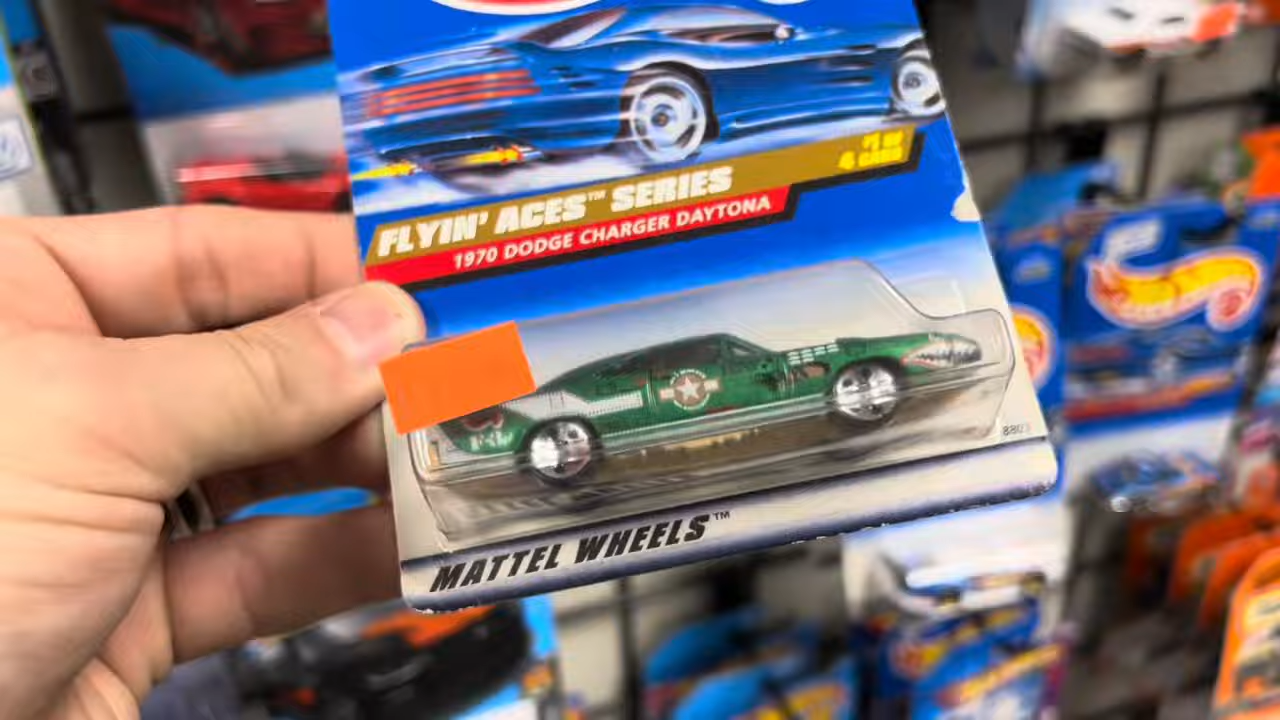 #1 OF
4 CARS
FLYIN' ACES™ SERIES
1970 DODGE CHARGER DAYTONA
MATTEL WHEELS™